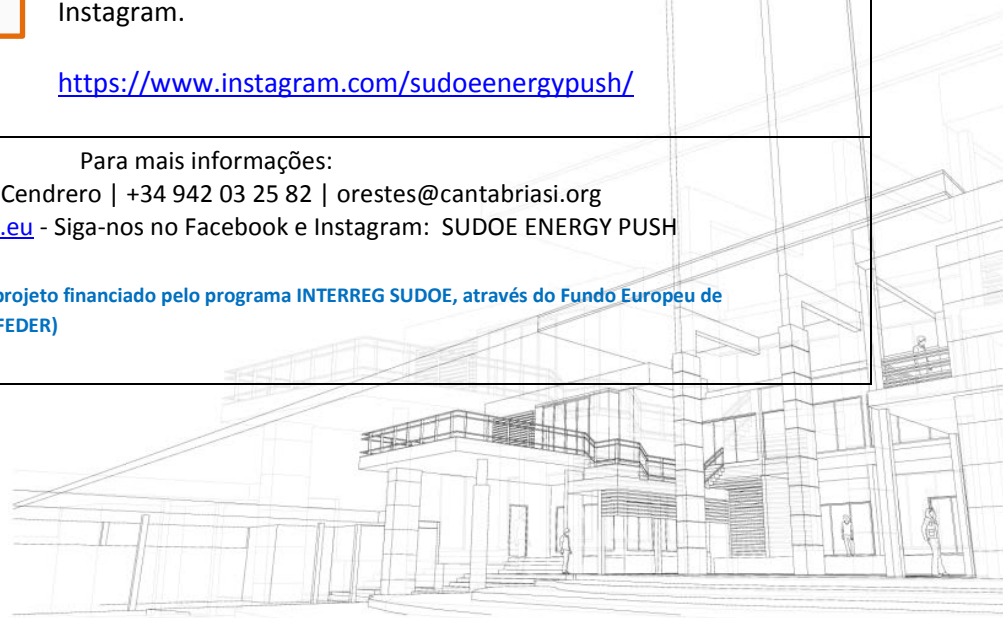 Instagram.
https://www.instagram.com/sudoeenergypush/
Para mais informações:
Cendrero | +34 942 03 25 82 | orestes@cantabriasi.org
.eu - Siga-nos no Facebook e Instagram: SUDOE ENERGY PUSH
projeto financiado pelo programa INTERREG SUDOE, através do Fundo Europeu de
FEDER)